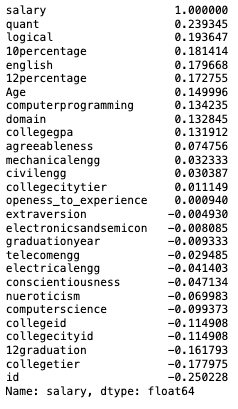 salary 1.000000
quant 0.239345
logical 0.193647
10percentage 0.181414
english 0.179668
12percentage 0.172755
Age 0.149996
computerprogramming 0.134235
domain 0.132845
collegegpa 0.131912
agreeableness 0.074756
mechanicalengg 0.032333
civilengg 0.030387
collegecitytier 0.011149
openess_to_experience 0.000940
extraversion -0.004930
electronicsandsemicon -0.008085
graduationyear -0.009333
telecomengg -0.029485
electricalengg -0.041403
conscientiousness -0.047134
nueroticism -0.069983
computerscience -0.099373
collegeid -0.114908
collegecityid -0.114908
12graduation -0.161793
collegetier -0.177975
id -0.250228
Name: salary, dtype: float64